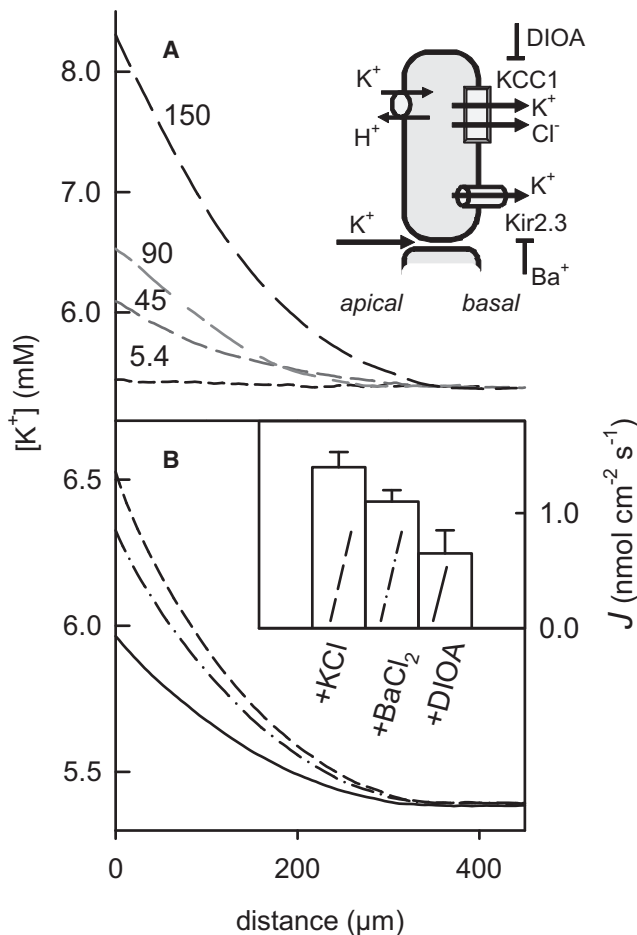 A
8.0
7.0
6.0
[K⁺] (mM)
150
90
45
5.4
DIOA
KCC1
K⁺
K⁺
Cl⁻
H⁺
K⁺
K⁺
Kir2.3
Ba⁺
apical
basal
B
6.5
6.0
5.5
1.0
0.0
J (nmol cm⁻² s⁻¹)
+KCl
+BaCl₂
+DIOA
0
200
400
distance (µm)